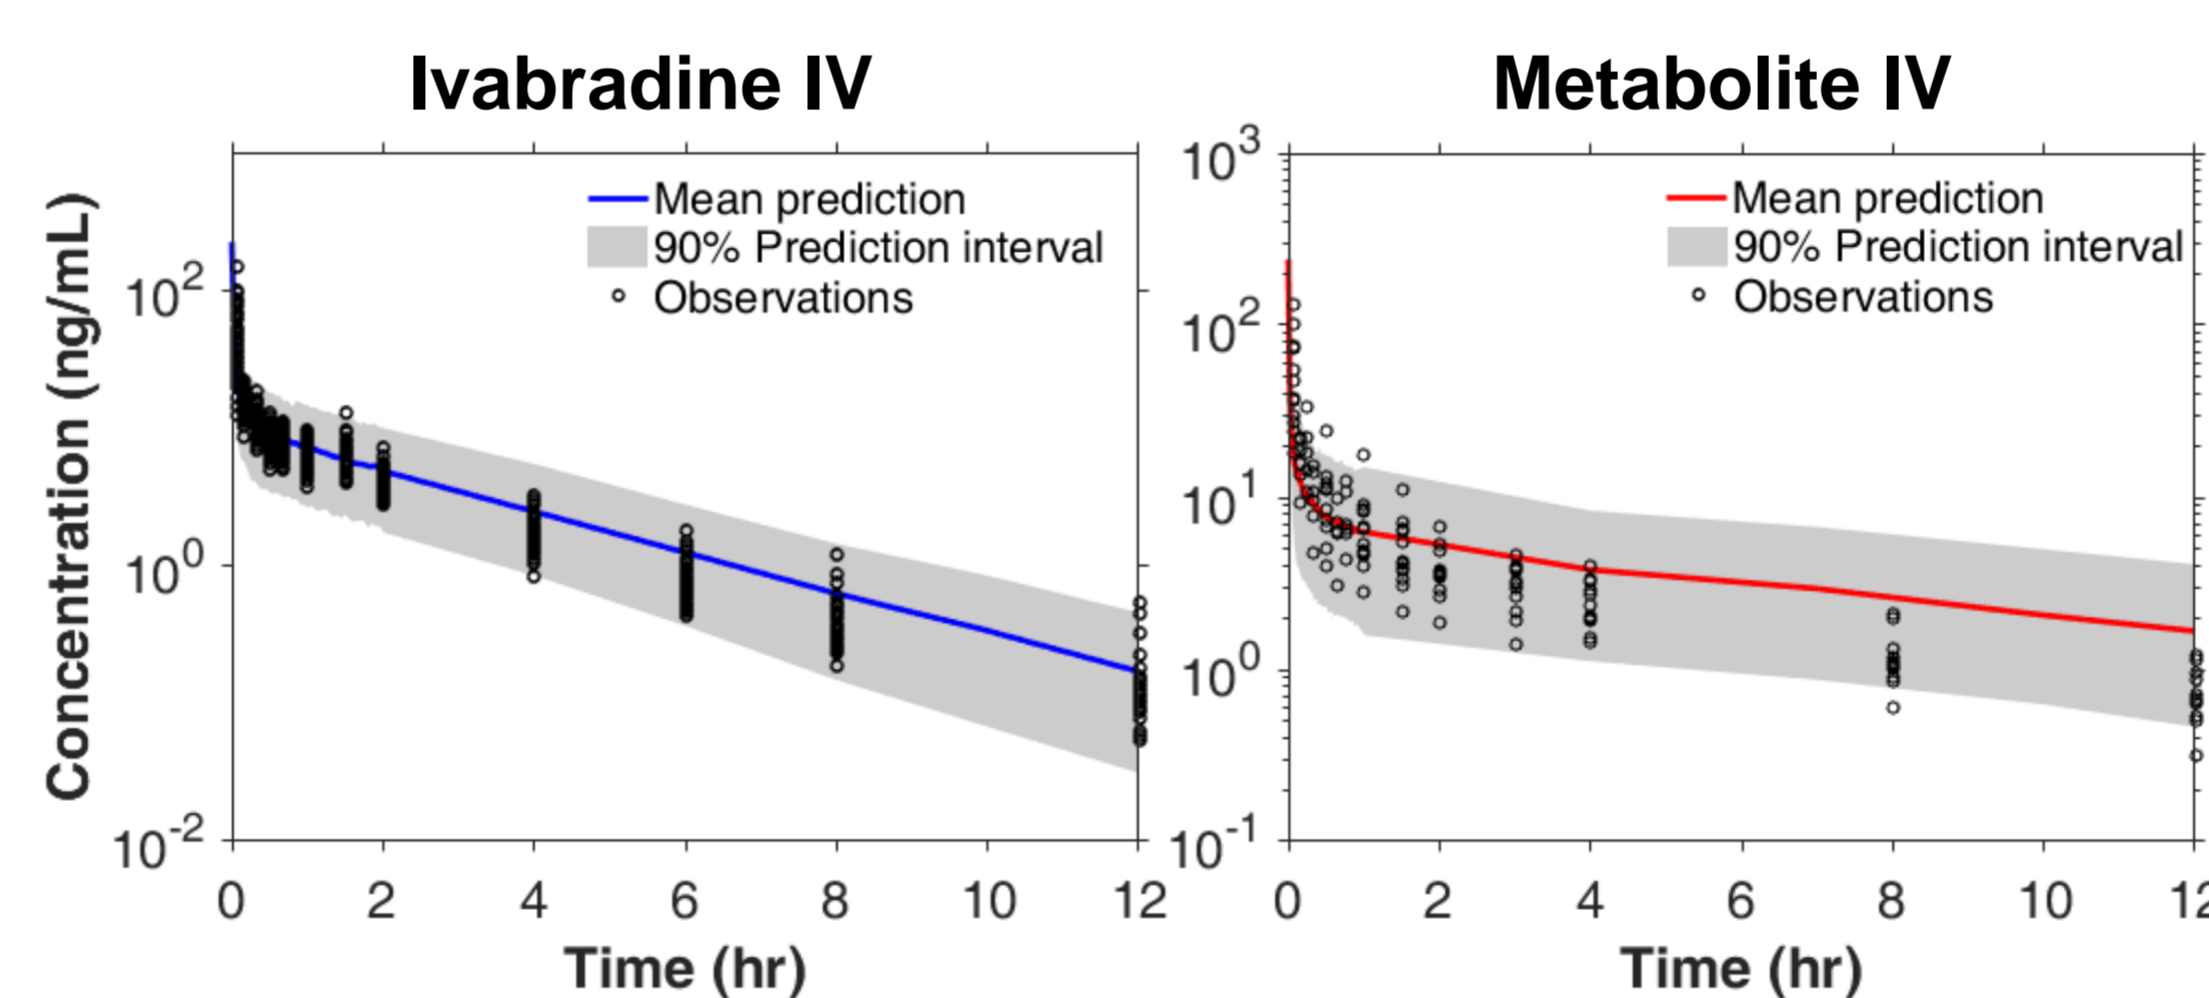 Ivabradine IV
Concentration (ng/mL)
10^2
10^0
10^-2
Mean prediction
90% Prediction interval
Observations
0 2 4 6 8 10 12
Time (hr)
Metabolite IV
10^3
10^2
10^1
10^0
10^-1
Mean prediction
90% Prediction interval
Observations
0 2 4 6 8 10 12
Time (hr)